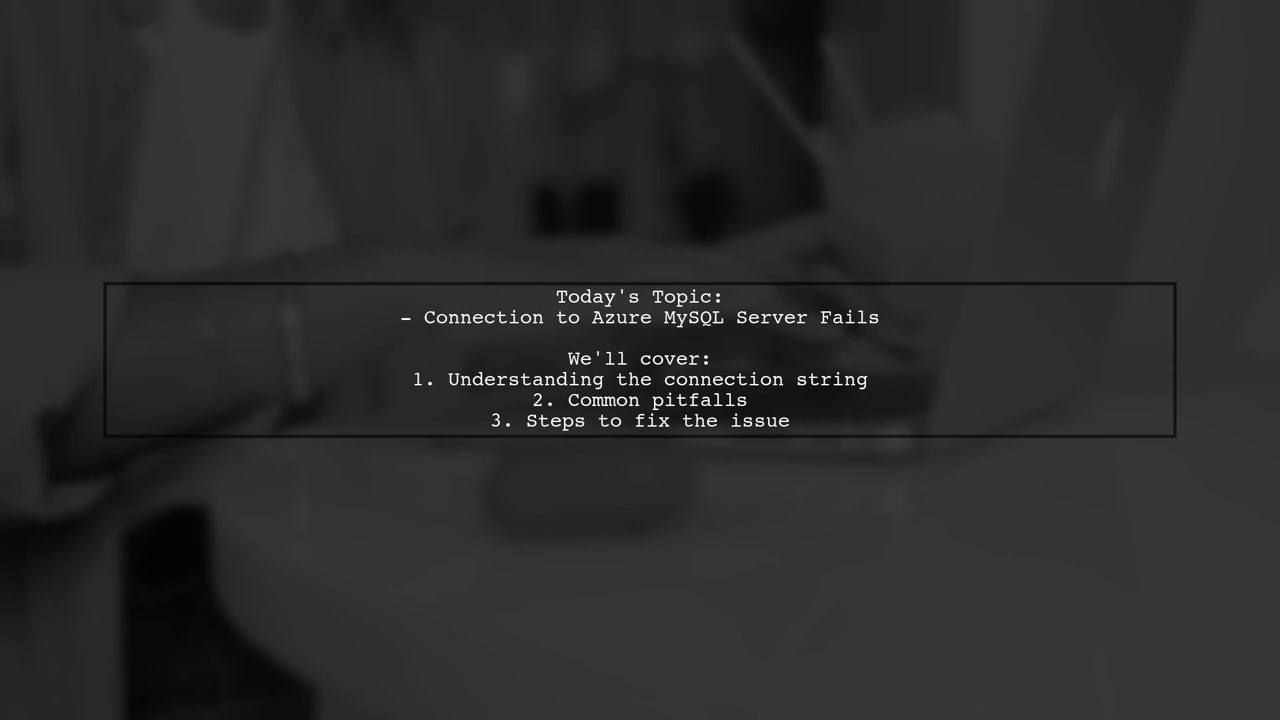 Today's Topic:
– Connection to Azure MySQL Server Fails
We'll cover:
1. Understanding the connection string
2. Common pitfalls
3. Steps to fix the issue